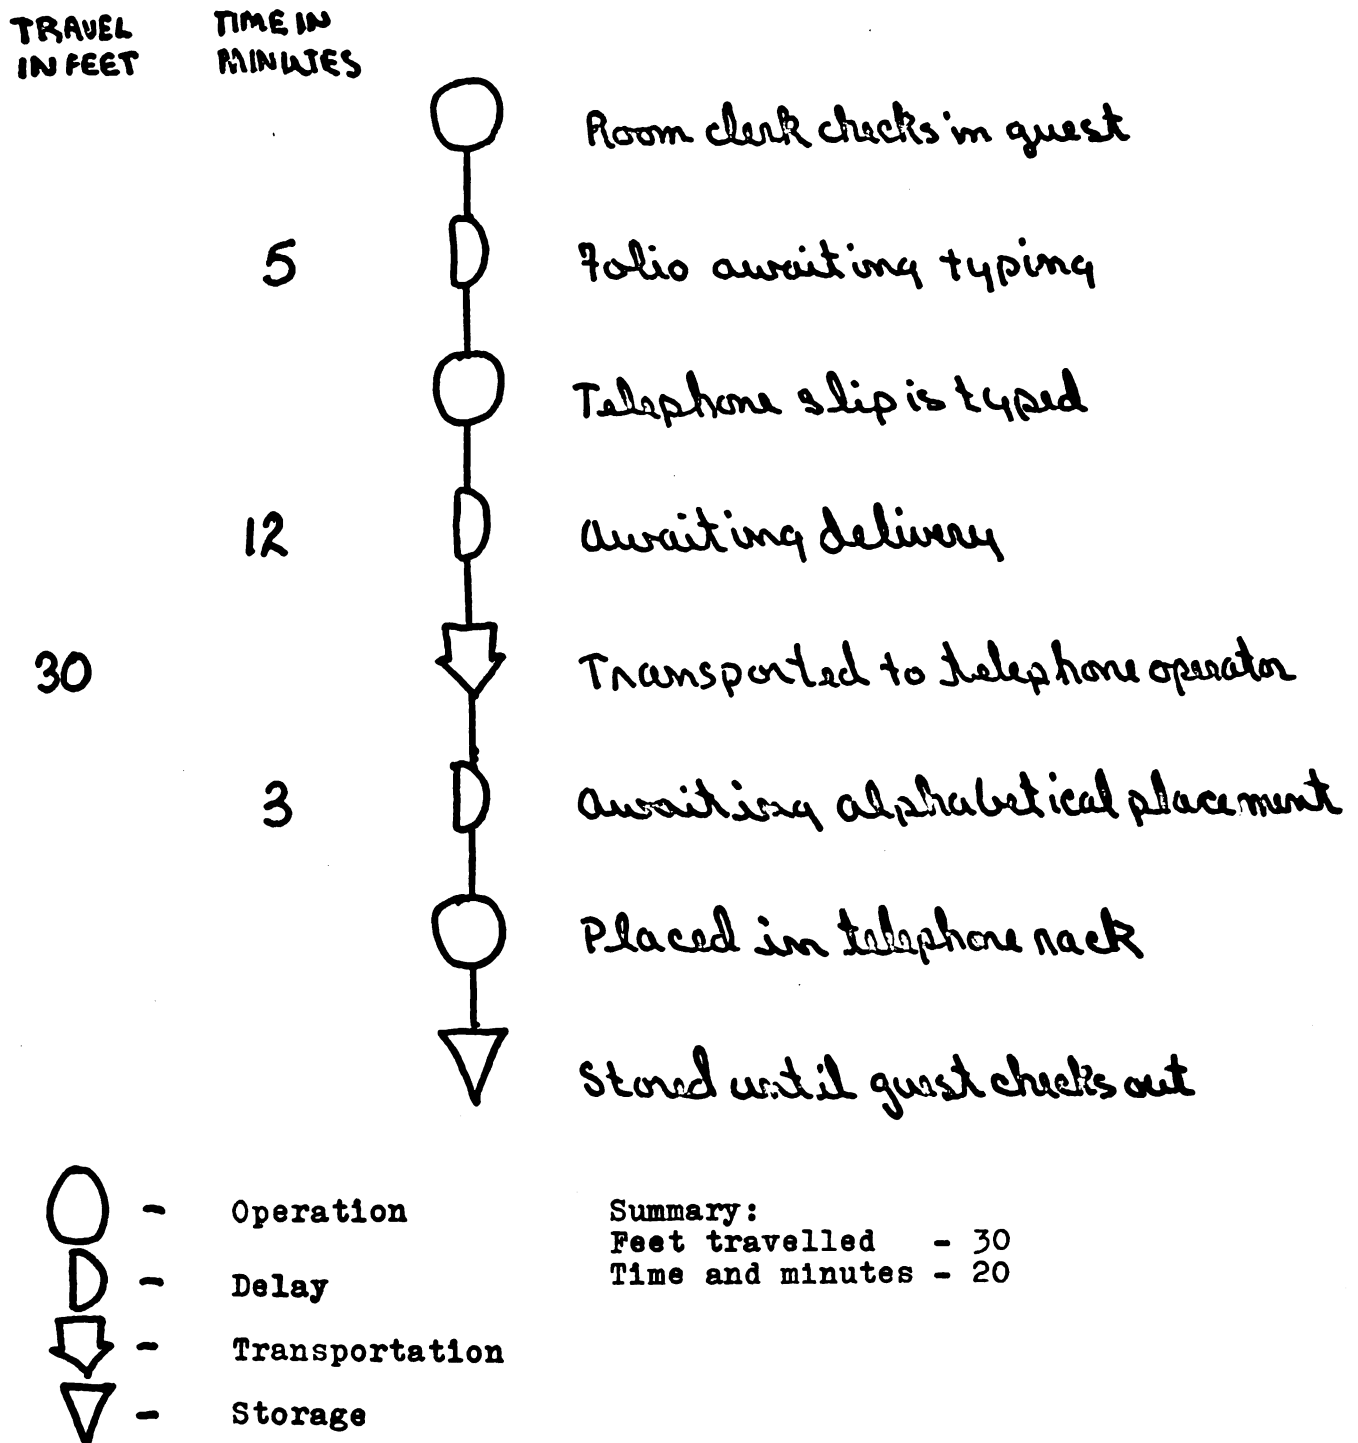 TRAVEL TIME IN
IN FEET MINUTES
Room clerk checks in guest
5 Folio awaiting typing
Telephone slip is typed
12 Awaiting delivery
30 Transported to telephone operator
3 Awaiting alphabetical placement
Placed in telephone rack
Stored until guest checks out
- Operation
- Delay
- Transportation
- Storage
Summary:
Feet travelled - 30
Time and minutes - 20